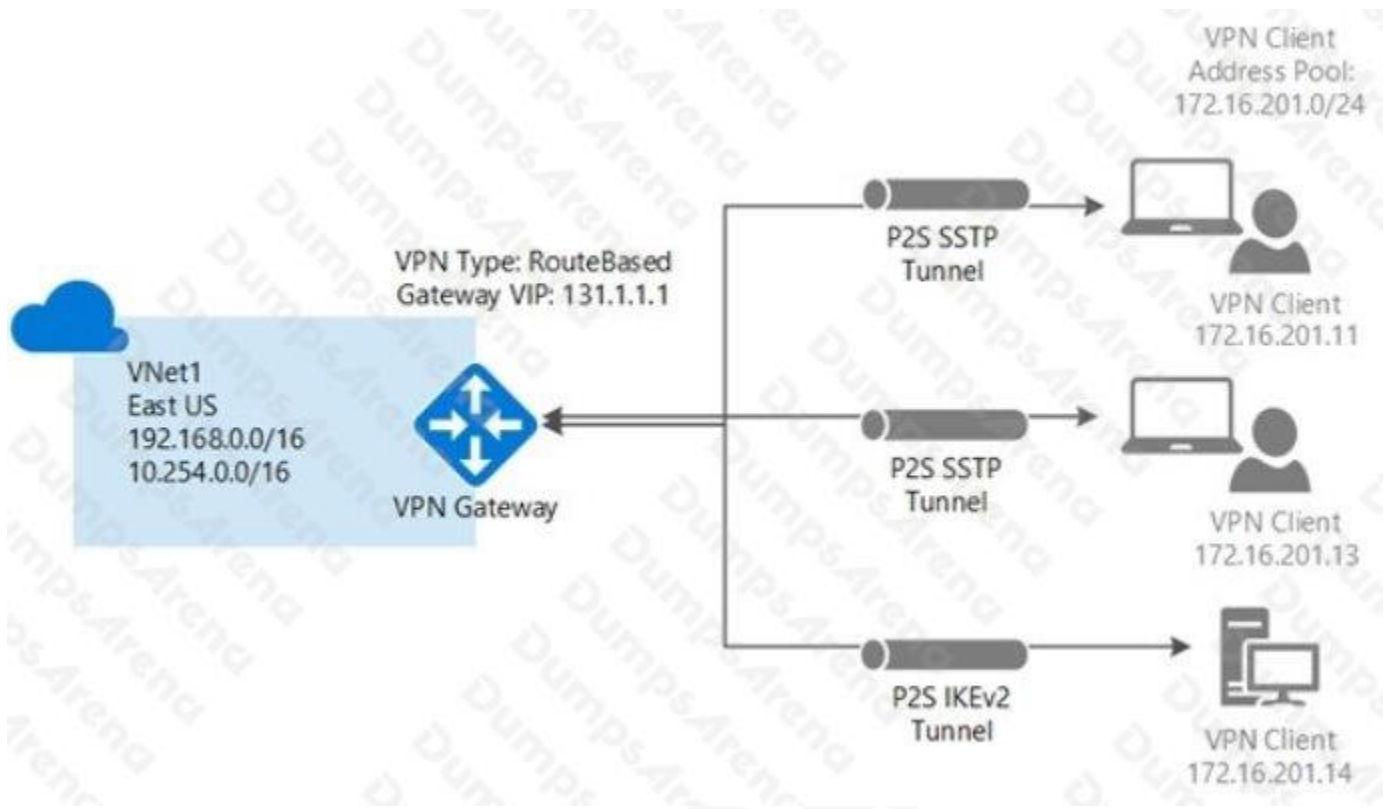 VPN Client
Address Pool:
172.16.201.0/24
P2S SSTP
Tunnel
VPN Client
172.16.201.11
VPN Type: RouteBased
Gateway VIP: 131.1.1.1
VNet1
East US
192.168.0.0/16
10.254.0.0/16
VPN Gateway
P2S SSTP
Tunnel
VPN Client
172.16.201.13
P2S IKEv2
Tunnel
VPN Client
172.16.201.14
DumpsArena